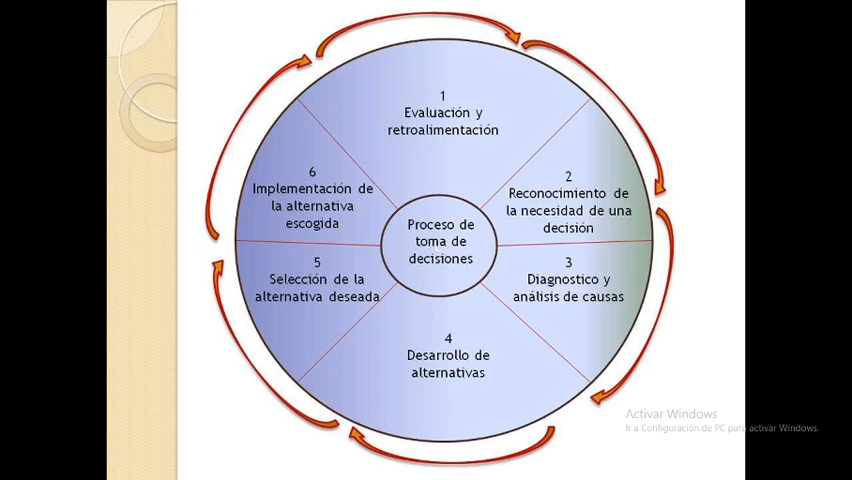 1
Evaluación y
retroalimentación
2
Reconocimiento de
la necesidad de una
decisión
3
Diagnostico y
análisis de causas
4
Desarrollo de
alternativas
5
Selección de la
alternativa deseada
6
Implementación de
la alternativa
escogida
Proceso de
toma de
decisiones
Activar Windows
Ir a Configuración de PC para activar Windows.